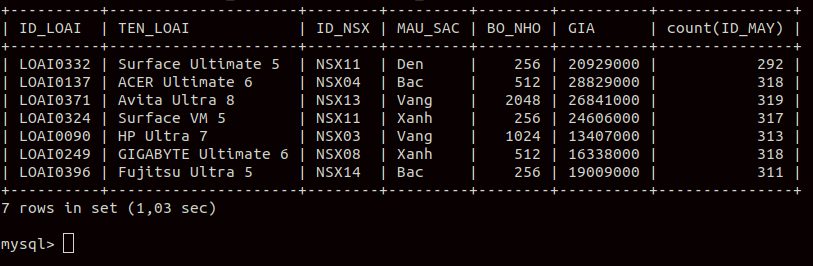 +----------+----------------------+--------+---------+--------+----------+---------------+
| ID_LOAI  | TEN_LOAI             | ID_NSX | MAU_SAC | BO_NHO | GIA      | count(ID_MAY) |
+----------+----------------------+--------+---------+--------+----------+---------------+
| LOAI0332 | Surface Ultimate 5   | NSX11  | Den     |    256 | 20929000 |           292 |
| LOAI0137 | ACER Ultimate 6      | NSX04  | Bac     |    512 | 28829000 |           318 |
| LOAI0371 | Avita Ultra 8        | NSX13  | Vang    |   2048 | 26841000 |           319 |
| LOAI0324 | Surface VM 5         | NSX11  | Xanh    |    256 | 24606000 |           317 |
| LOAI0090 | HP Ultra 7           | NSX03  | Vang    |   1024 | 13407000 |           313 |
| LOAI0249 | GIGABYTE Ultimate 6  | NSX08  | Xanh    |    512 | 16338000 |           318 |
| LOAI0396 | Fujitsu Ultra 5      | NSX14  | Bac     |    256 | 19009000 |           311 |
+----------+----------------------+--------+---------+--------+----------+---------------+
7 rows in set (1,03 sec)
mysql>